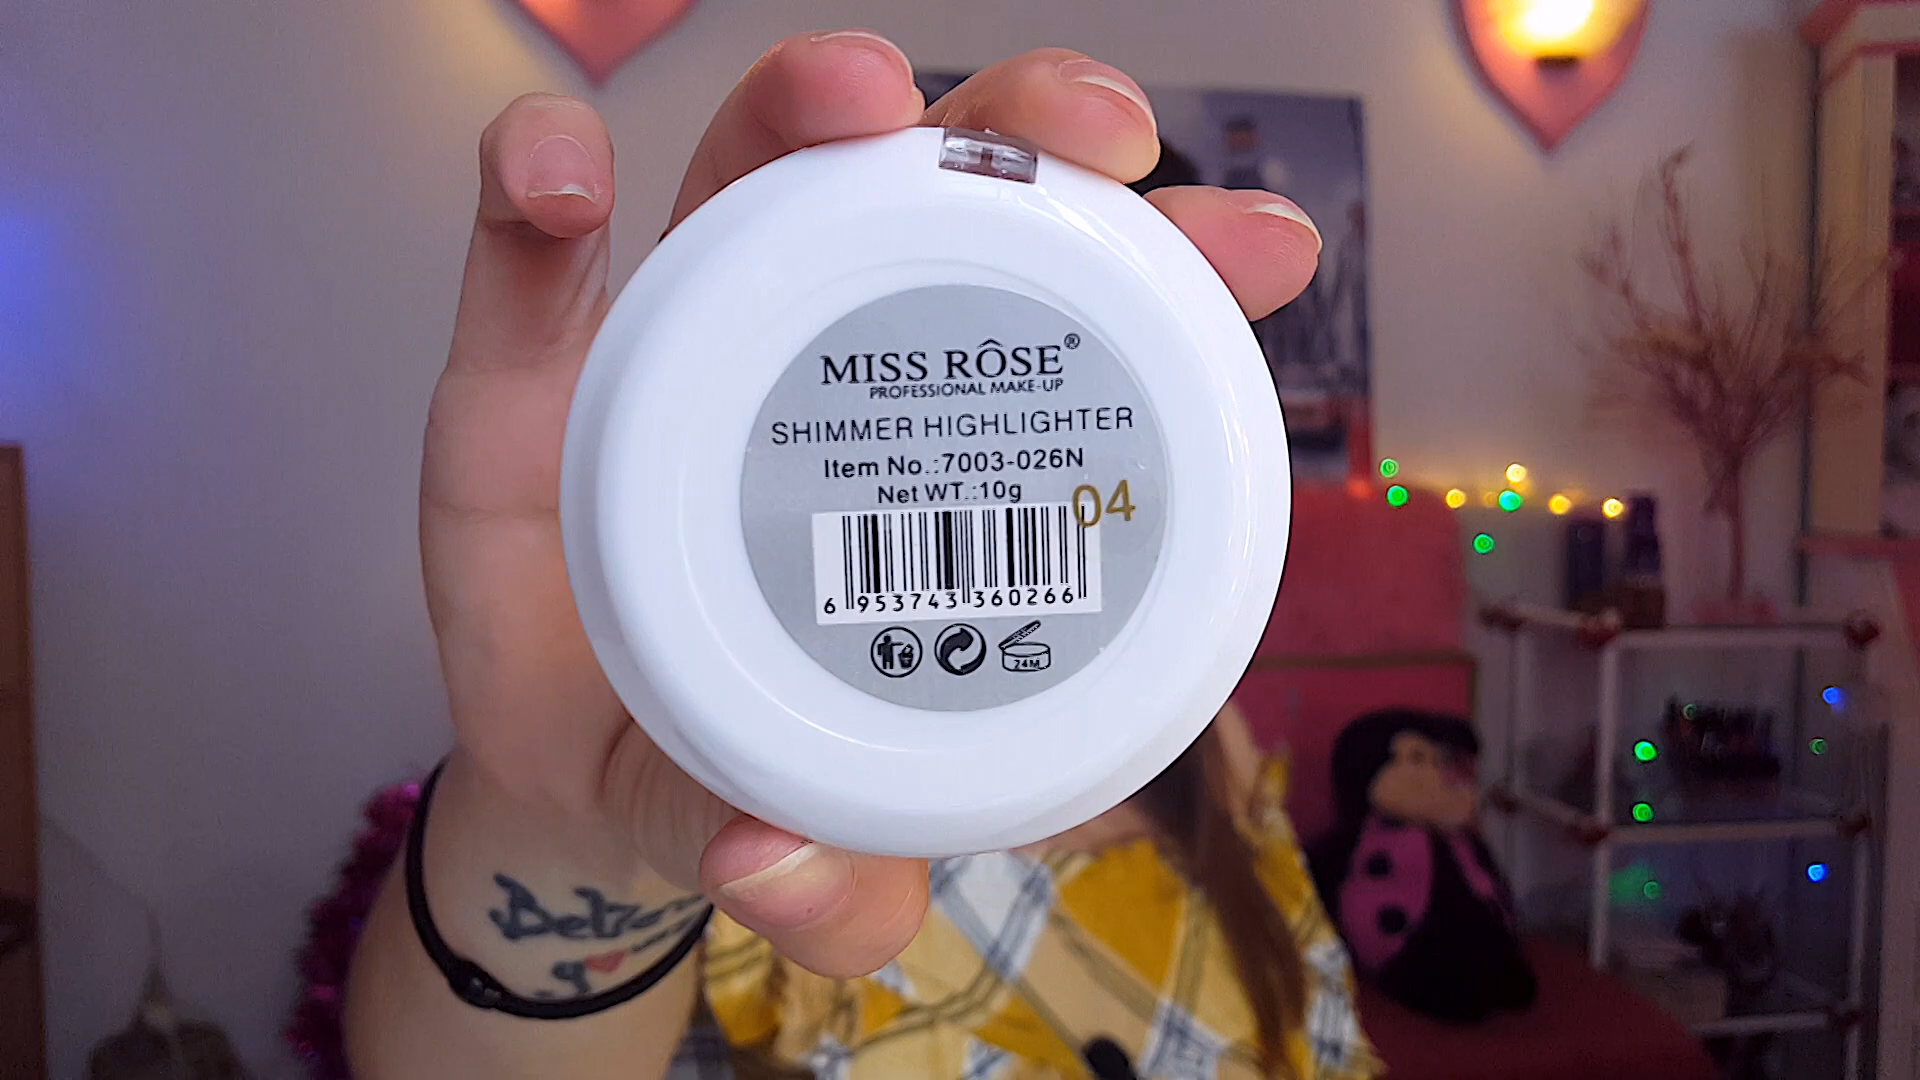 MISS RÔSE®
PROFESSIONAL MAKE-UP
SHIMMER HIGHLIGHTER
Item No.:7003-026N
Net WT.:10g
04
6 953743 360266
24M